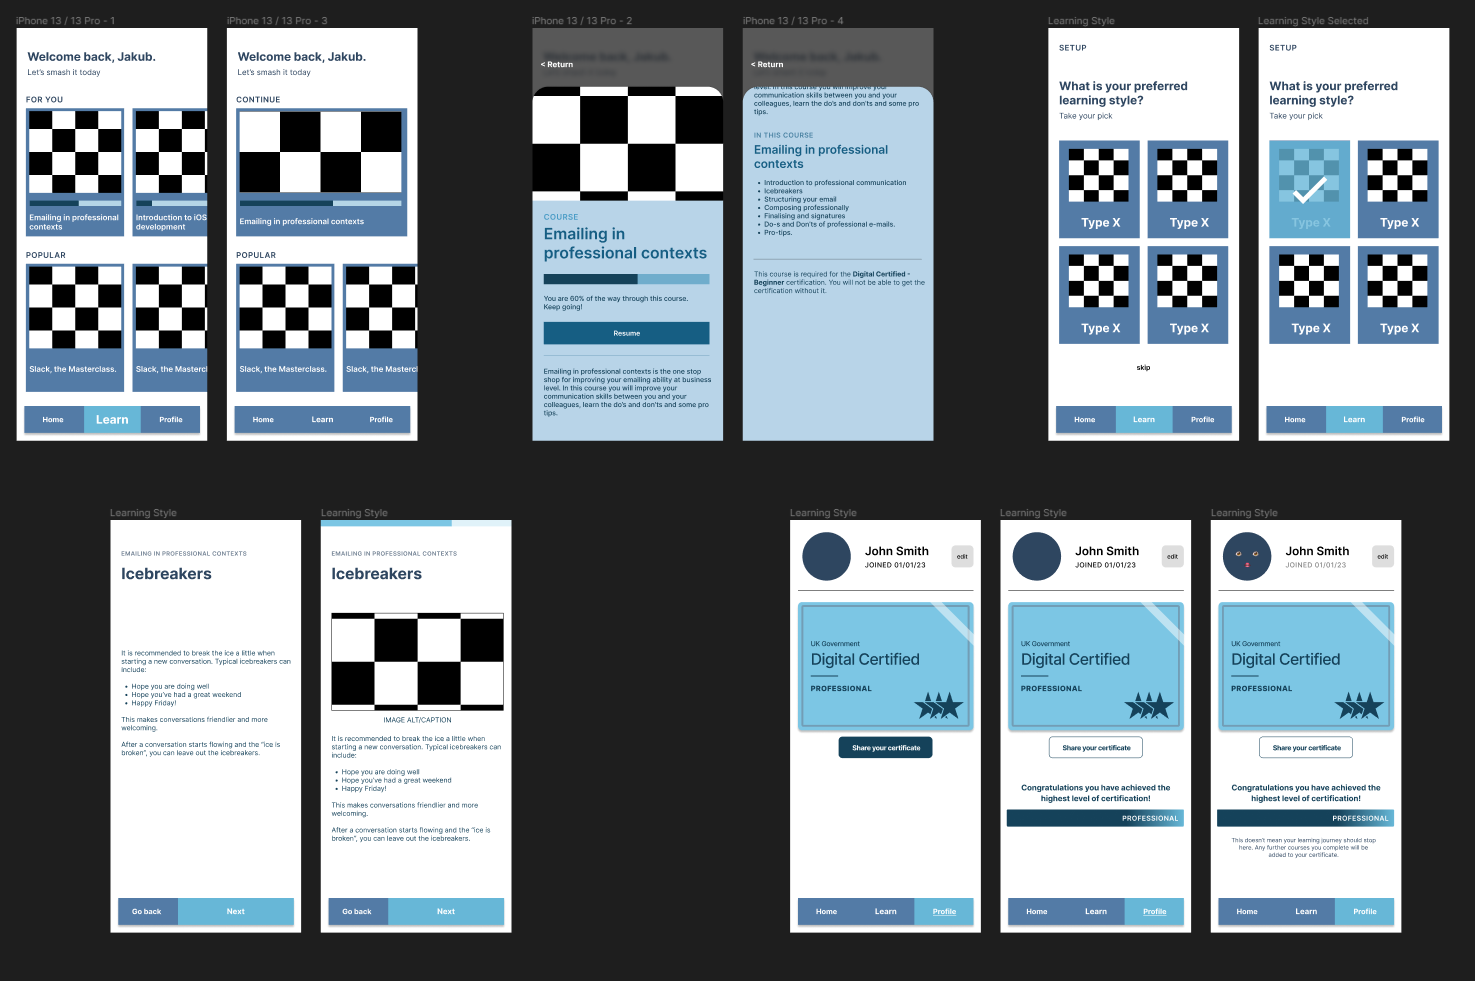 iPhone 13 / 13 Pro - 1
Welcome back, Jakub.
Let's smash it today
FOR YOU
Emailing in professional
contexts
Introduction to iOS
development
POPULAR
Slack, the Masterclass.
Slack, the Mastercl
Home
Learn
Profile
iPhone 13 / 13 Pro - 3
Welcome back, Jakub.
Let's smash it today
CONTINUE
Emailing in professional contexts
POPULAR
Slack, the Masterclass.
Slack, the Mastercl
Home
Learn
Profile
iPhone 13 / 13 Pro - 2
Welcome back, Jakub.
< Return
COURSE
Emailing in
professional contexts
You are 60% of the way through this course.
Keep going!
Resume
Emailing in professional contexts is the one stop
shop for improving your emailing ability at business
level. In this course you will improve your
communication skills between you and your
colleagues, learn the do's and don'ts and some pro
tips.
iPhone 13 / 13 Pro - 4
Welcome back, Jakub.
< Return
level. In this course you will improve your
communication skills between you and your
colleagues, learn the do's and don'ts and some pro
tips.
IN THIS COURSE
Emailing in professional
contexts
• Introduction to professional communication
• Icebreakers
• Structuring your email
• Composing professionally
• Finalising and signatures
• Do-s and Don'ts of professional e-mails.
• Pro-tips.
This course is required for the Digital Certified -
Beginner certification. You will not be able to get the
certification without it.
Learning Style
SETUP
What is your preferred
learning style?
Take your pick
Type X
Type X
Type X
Type X
skip
Home
Learn
Profile
Learning Style Selected
SETUP
What is your preferred
learning style?
Take your pick
Type X
Type X
Type X
Type X
Home
Learn
Profile
Learning Style
EMAILING IN PROFESSIONAL CONTEXTS
Icebreakers
It is recommended to break the ice a little when
starting a new conversation. Typical icebreakers can
include:
• Hope you are doing well
• Hope you've had a great weekend
• Happy Friday!
This makes conversations friendlier and more
welcoming.
After a conversation starts flowing and the "ice is
broken", you can leave out the icebreakers.
Go back
Next
Learning Style
EMAILING IN PROFESSIONAL CONTEXTS
Icebreakers
IMAGE ALT/CAPTION
It is recommended to break the ice a little when
starting a new conversation. Typical icebreakers can
include:
• Hope you are doing well
• Hope you've had a great weekend
• Happy Friday!
This makes conversations friendlier and more
welcoming.
After a conversation starts flowing and the "ice is
broken", you can leave out the icebreakers.
Go back
Next
Learning Style
John Smith
JOINED 01/01/23
edit
UK Government
Digital Certified
PROFESSIONAL
Share your certificate
Home
Learn
Profile
Learning Style
John Smith
JOINED 01/01/23
edit
UK Government
Digital Certified
PROFESSIONAL
Share your certificate
Congratulations you have achieved the
highest level of certification!
PROFESSIONAL
Home
Learn
Profile
Learning Style
John Smith
JOINED 01/01/23
edit
UK Government
Digital Certified
PROFESSIONAL
Share your certificate
Congratulations you have achieved the
highest level of certification!
PROFESSIONAL
This doesn't mean your learning journey should stop
here. Any further courses you complete will be
added to your certificate.
Home
Learn
Profile